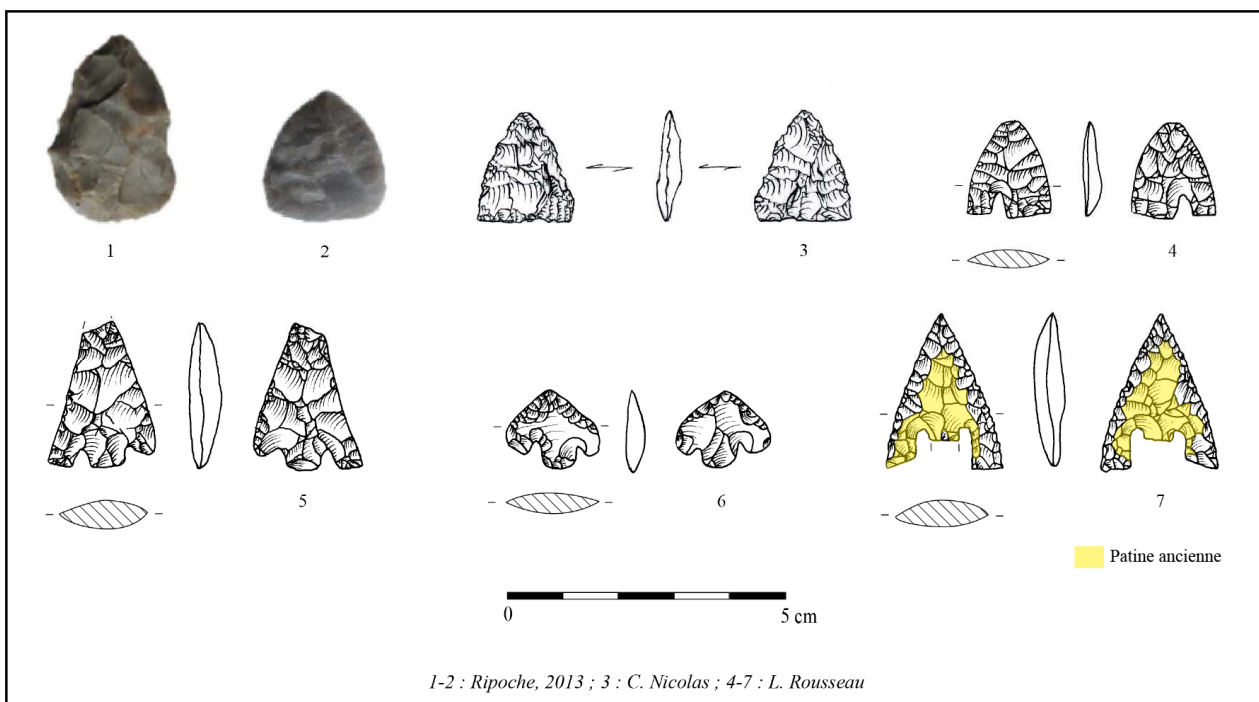 1
2
3
4
5
6
7
Patine ancienne
0
5 cm
1-2 : Ripoche, 2013 ; 3 : C. Nicolas ; 4-7 : L. Rousseau